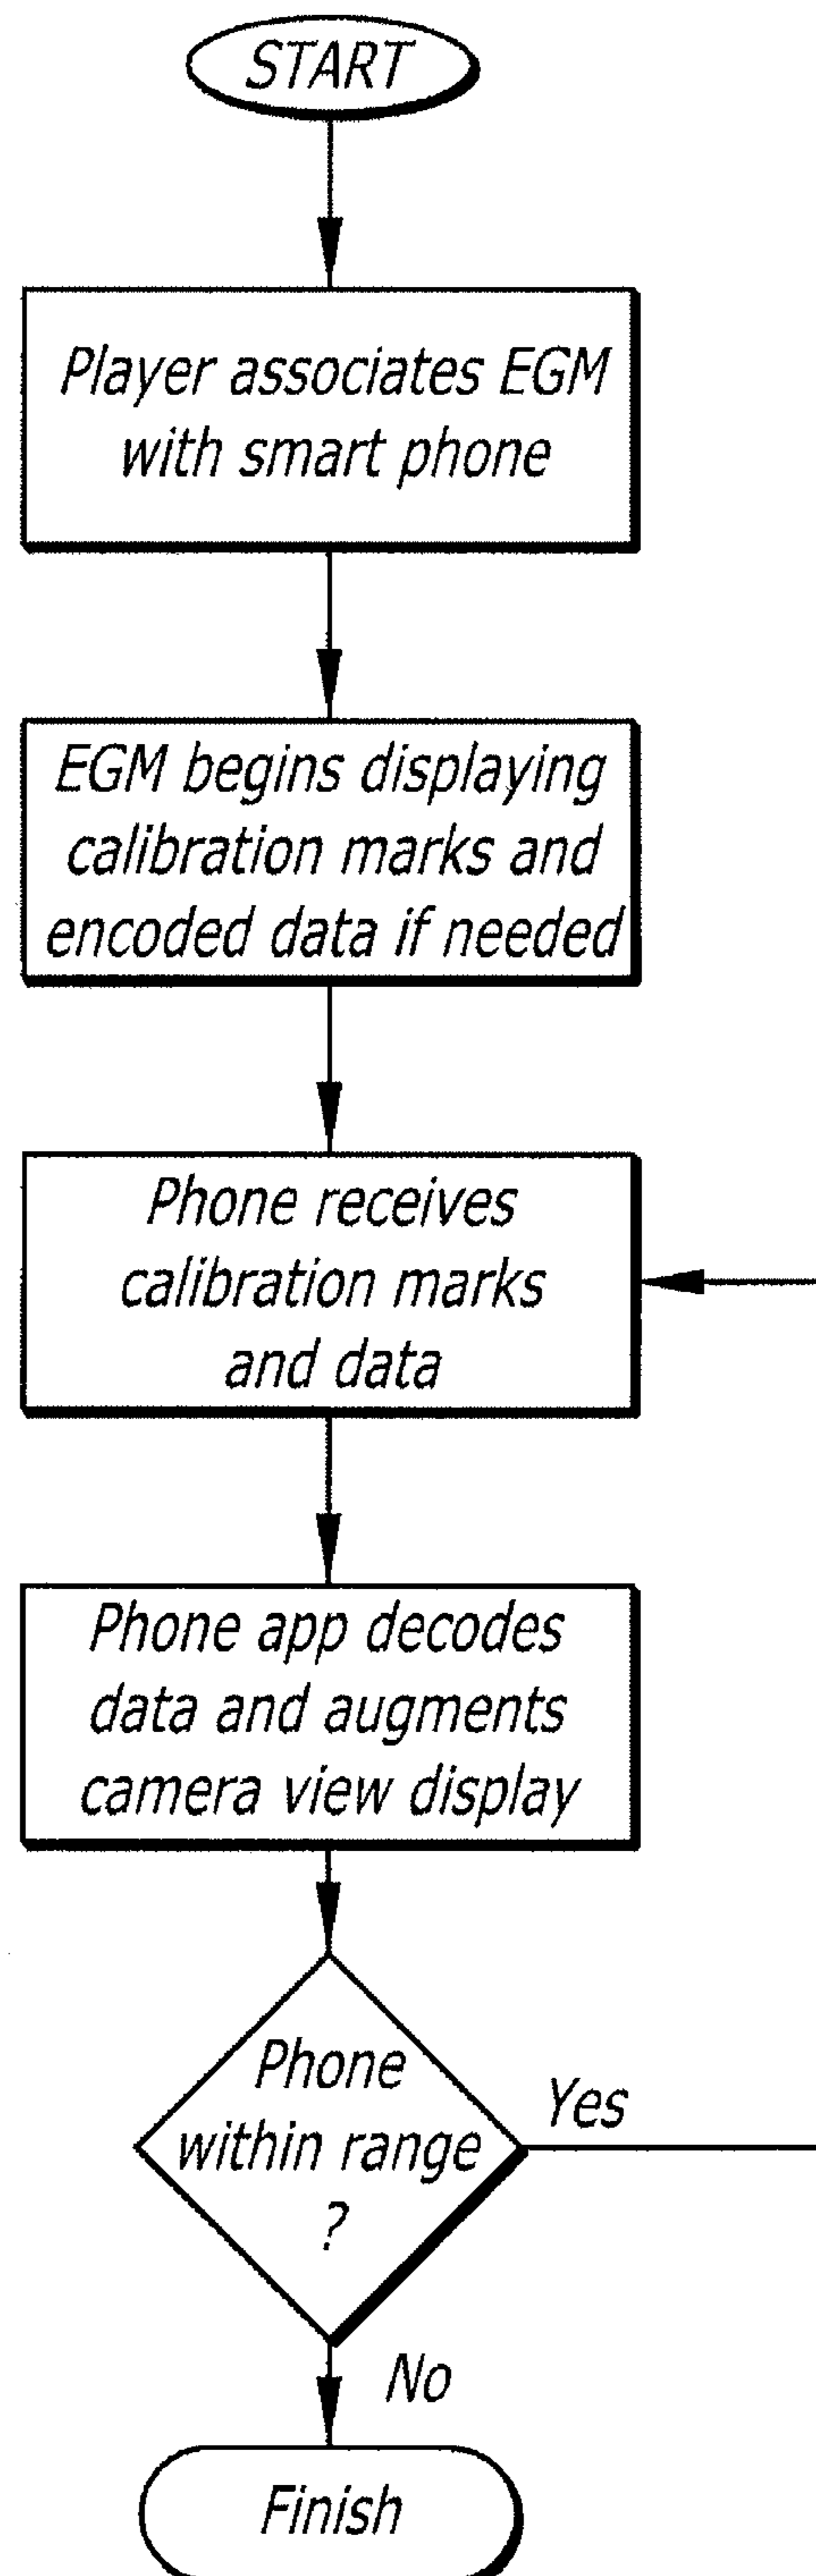 START
Player associates EGM
with smart phone
EGM begins displaying
calibration marks and
encoded data if needed
Phone receives
calibration marks
and data
Phone app decodes
data and augments
camera view display
Phone
within range
?
Yes
No
Finish